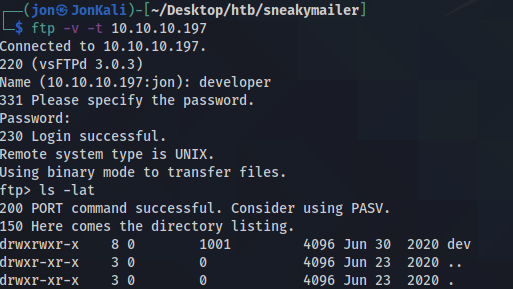 ┌──(jon㉿JonKali)-[~/Desktop/htb/sneakymailer]
└─$ ftp -v -t 10.10.10.197
Connected to 10.10.10.197.
220 (vsFTPd 3.0.3)
Name (10.10.10.197:jon): developer
331 Please specify the password.
Password:
230 Login successful.
Remote system type is UNIX.
Using binary mode to transfer files.
ftp> ls -lat
200 PORT command successful. Consider using PASV.
150 Here comes the directory listing.
drwxrwxr-x    8 0        1001         4096 Jun 30  2020 dev
drwxr-xr-x    3 0        0            4096 Jun 23  2020 ..
drwxr-xr-x    3 0        0            4096 Jun 23  2020 .